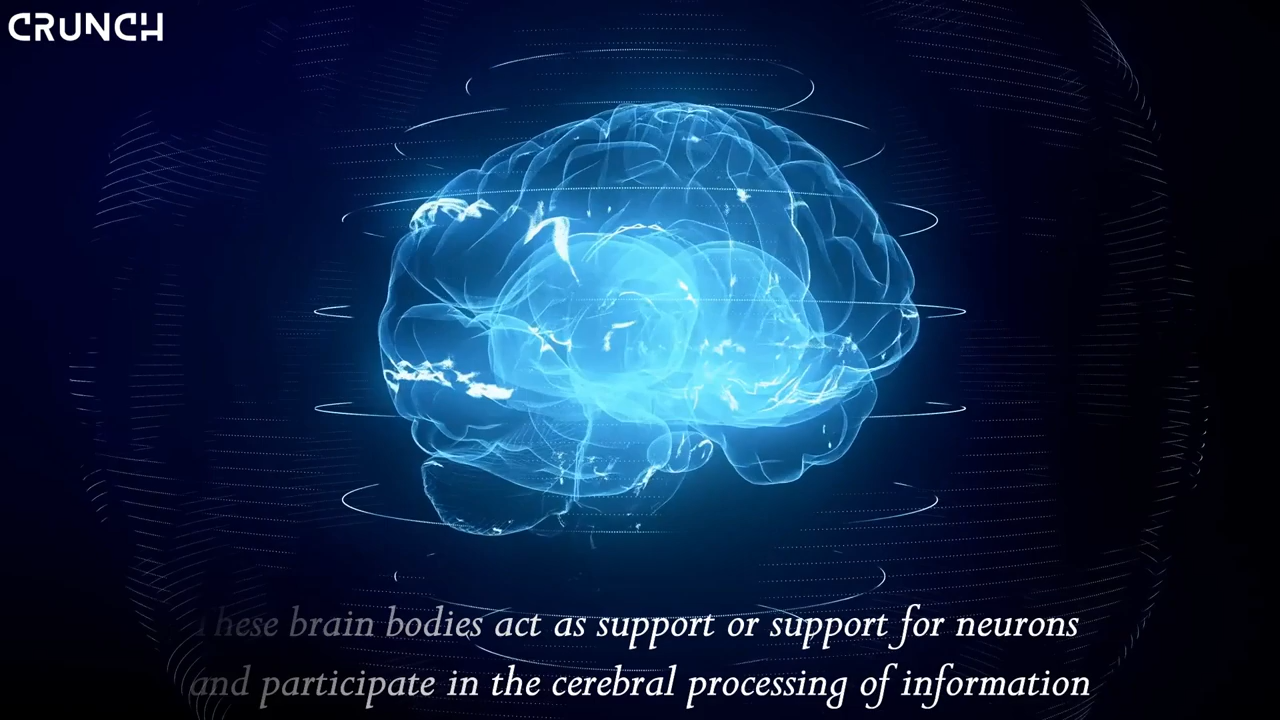 CRUNCH
These brain bodies act as support or support for neurons
and participate in the cerebral processing of information